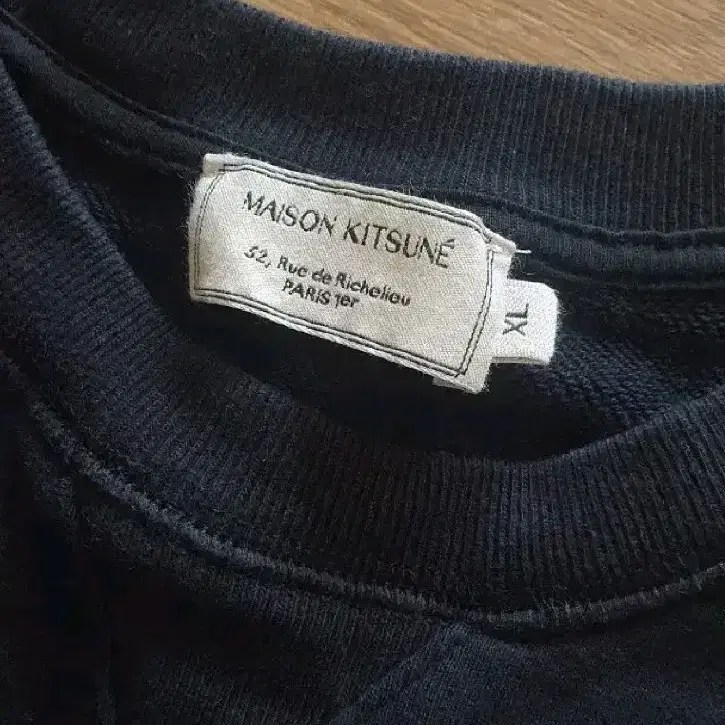 MAISON KITSUNÉ
52, Rue de Richelieu
PARIS 1er
XL